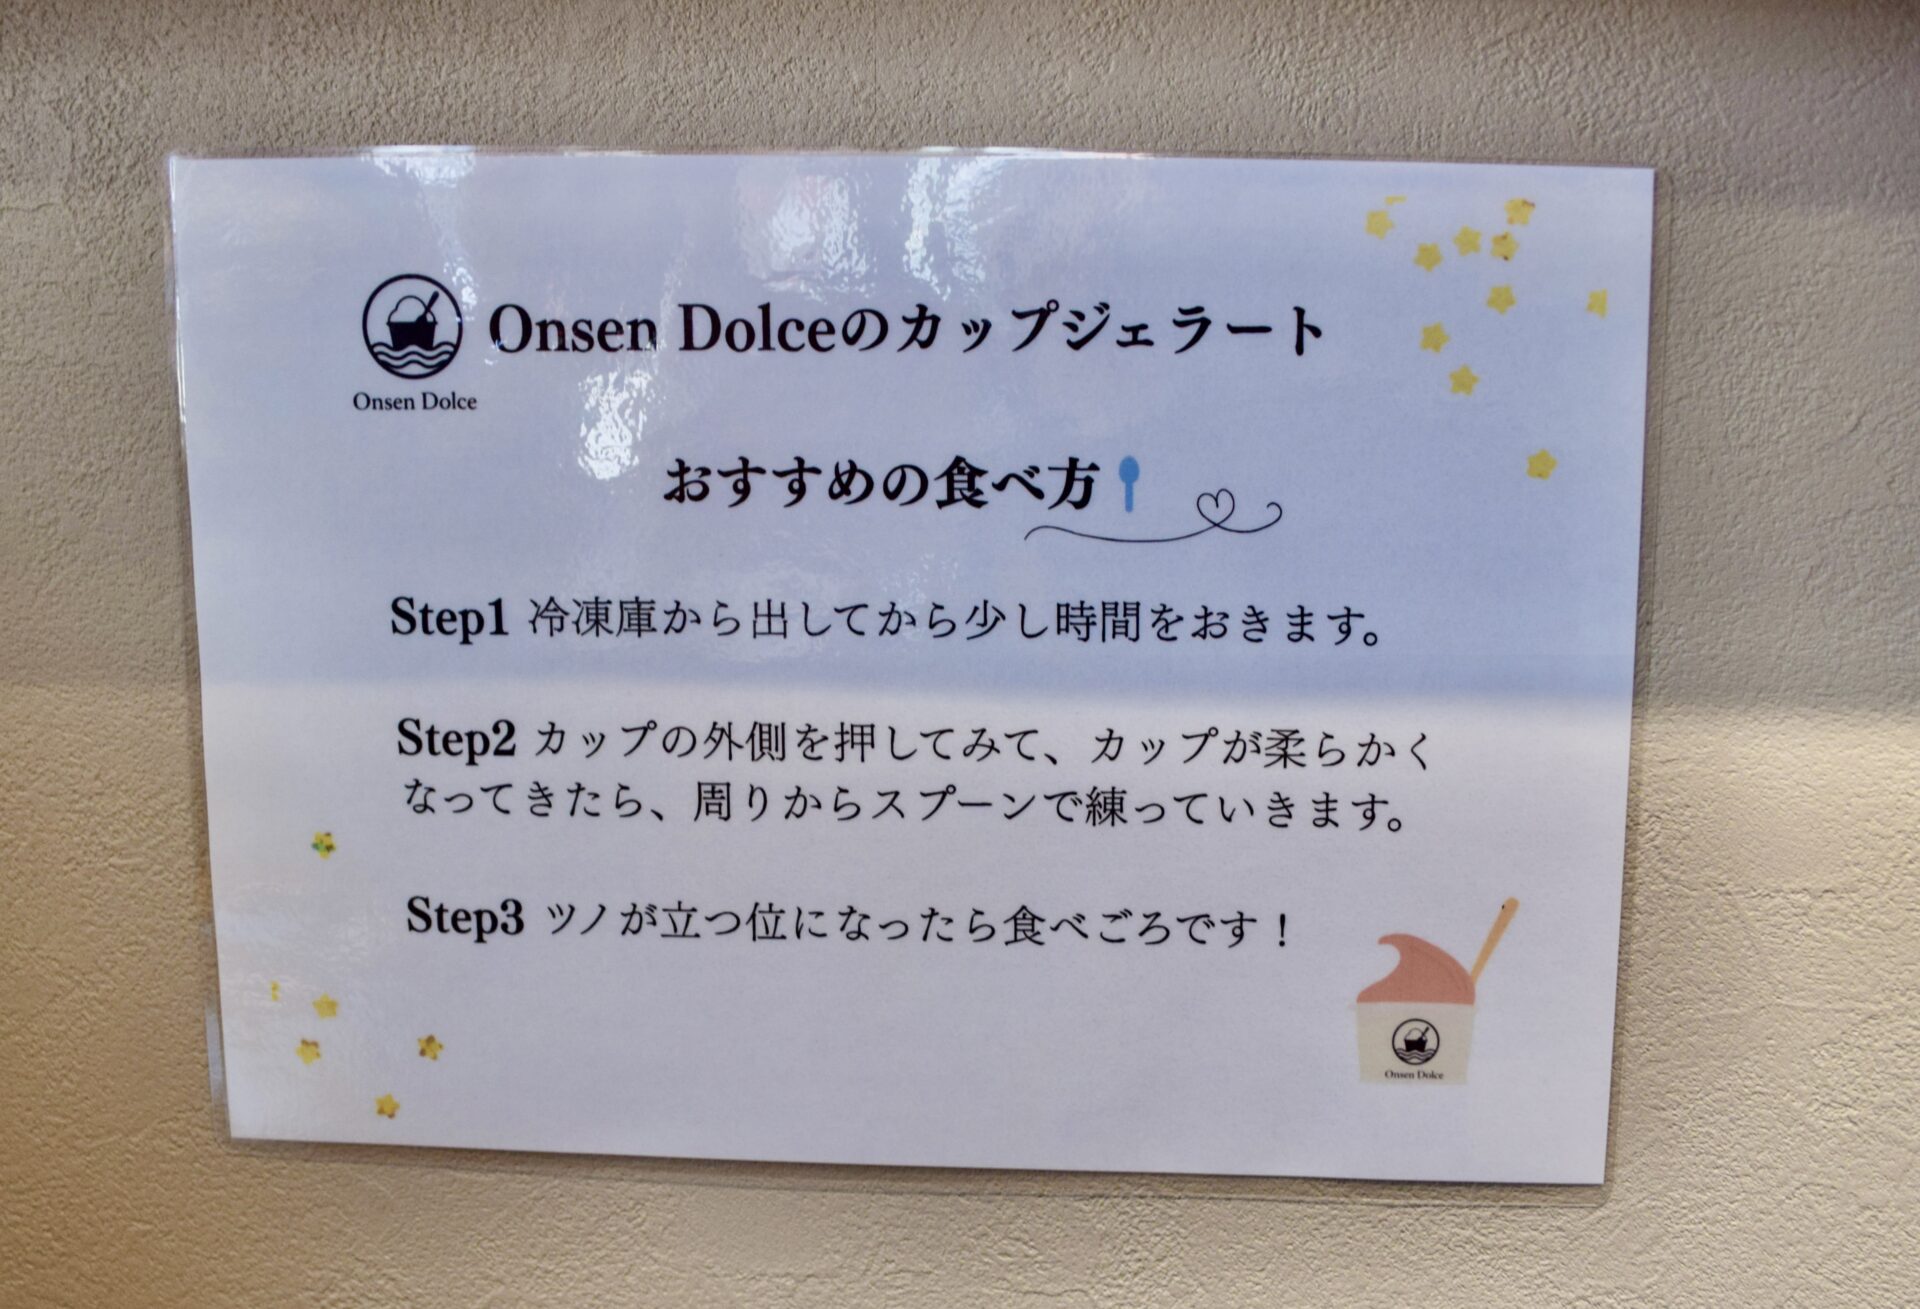 Onsen Dolceのカップジェラート
Onsen Dolce
おすすめの食べ方
Step1 冷凍庫から出してから少し時間をおきます。
Step2 カップの外側を押してみて、カップが柔らかく
なってきたら、周りからスプーンで練っていきます。
Step3 ツノが立つ位になったら食べごろです！
Onsen Dolce